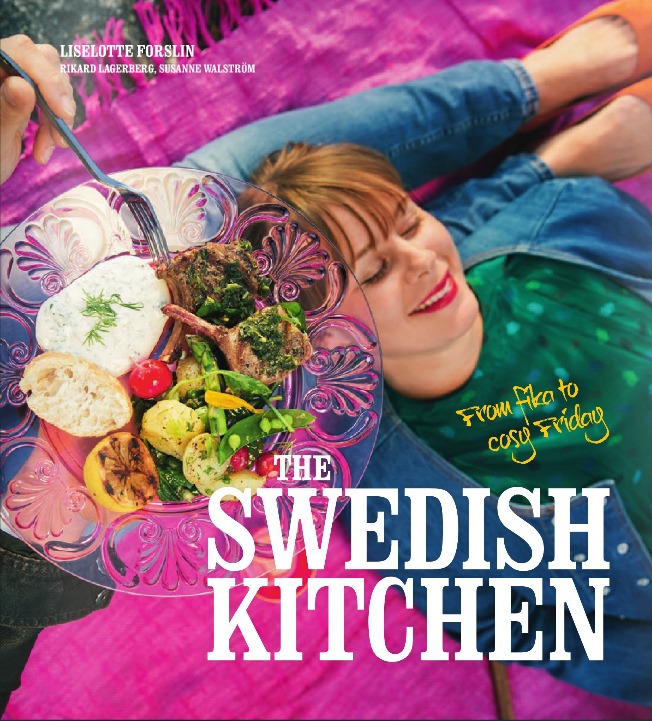 LISELOTTE FORSLIN
RIKARD LAGERBERG, SUSANNE WALSTRÖM
From fika to
cosy Friday
THE
SWEDISH
KITCHEN